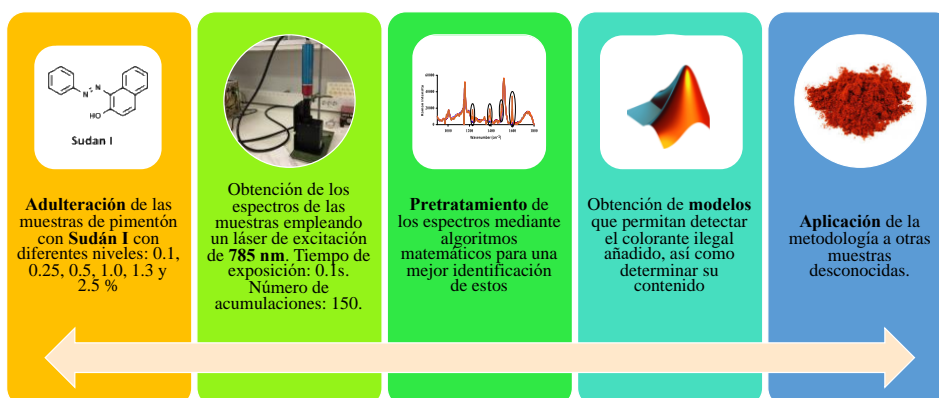 N
N
HO
Sudan I
Adulteración de las
muestras de pimentón
con Sudán I con
diferentes niveles: 0.1,
0.25, 0.5, 1.0, 1.3 y
2.5 %
Obtención de los
espectros de las
muestras empleando
un láser de excitación
de 785 nm. Tiempo de
exposición: 0.1s.
Número de
acumulaciones: 150.
Pretratamiento de
los espectros mediante
algoritmos
matemáticos para una
mejor identificación
de estos
Obtención de modelos
que permitan detectar
el colorante ilegal
añadido, así como
determinar su
contenido
Aplicación de la
metodología a otras
muestras
desconocidas.